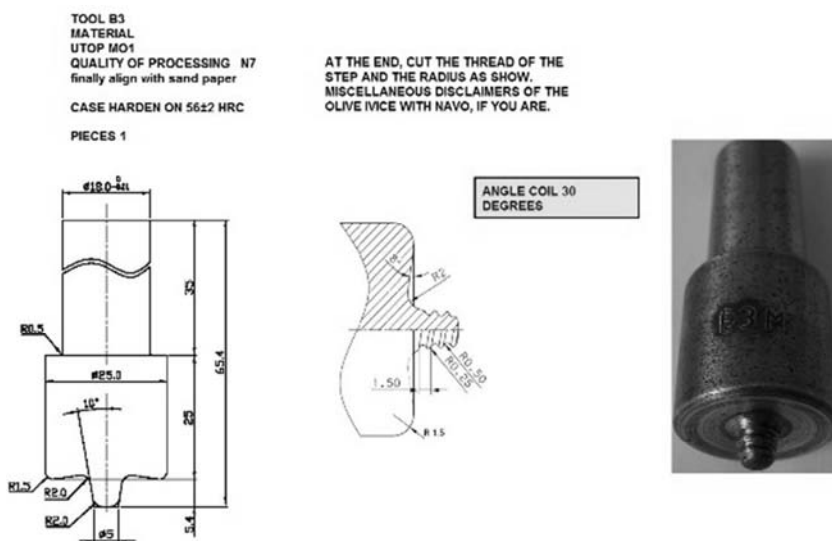 TOOL B3
MATERIAL
UTOP MO1
QUALITY OF PROCESSING N7
finally align with sand paper
CASE HARDEN ON 56±2 HRC
PIECES 1
AT THE END, CUT THE THREAD OF THE
STEP AND THE RADIUS AS SHOW.
MISCELLANEOUS DISCLAIMERS OF THE
OLIVE IVICE WITH NAVO, IF YOU ARE.
ANGLE COIL 30
DEGREES
Ø18.0
35
R0.5
65.4
Ø25.0
10°
25
R1.5
R2.0
R2.0
5.4
Ø5
8°
R2
1.50
R0.50
R0.25
R1.5
B3M